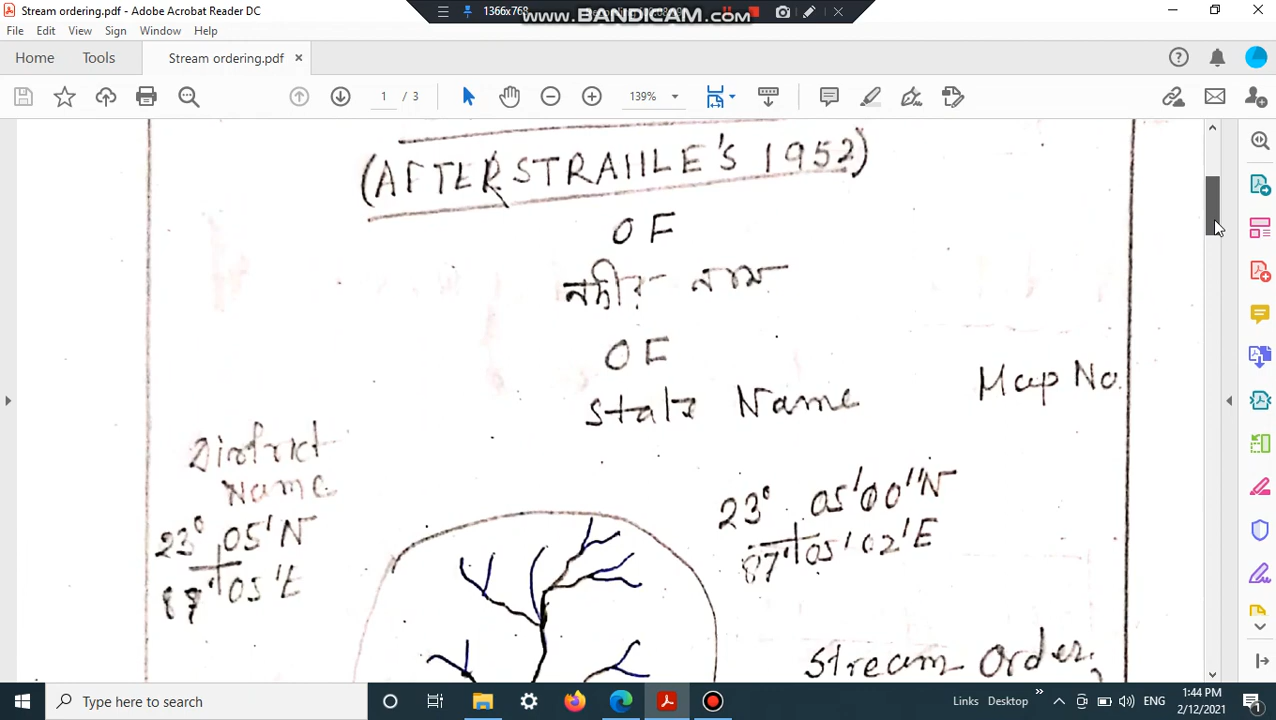 Stream ordering.pdf - Adobe Acrobat Reader DC
1366x768
www.BANDICAM.com
File Edit View Sign Window Help
Home Tools Stream ordering.pdf ×
1 / 3 139%
(AFTER STRAHLE'S 1952)
OF
নদীর নাম
OF
State Name
Map No.
District
Name
23° 05' N
87° 05' E
23° 05' 00'' N
87° 05' 02' E
Stream Order.
Type here to search
Links Desktop » ENG
1:44 PM
2/12/2021
1